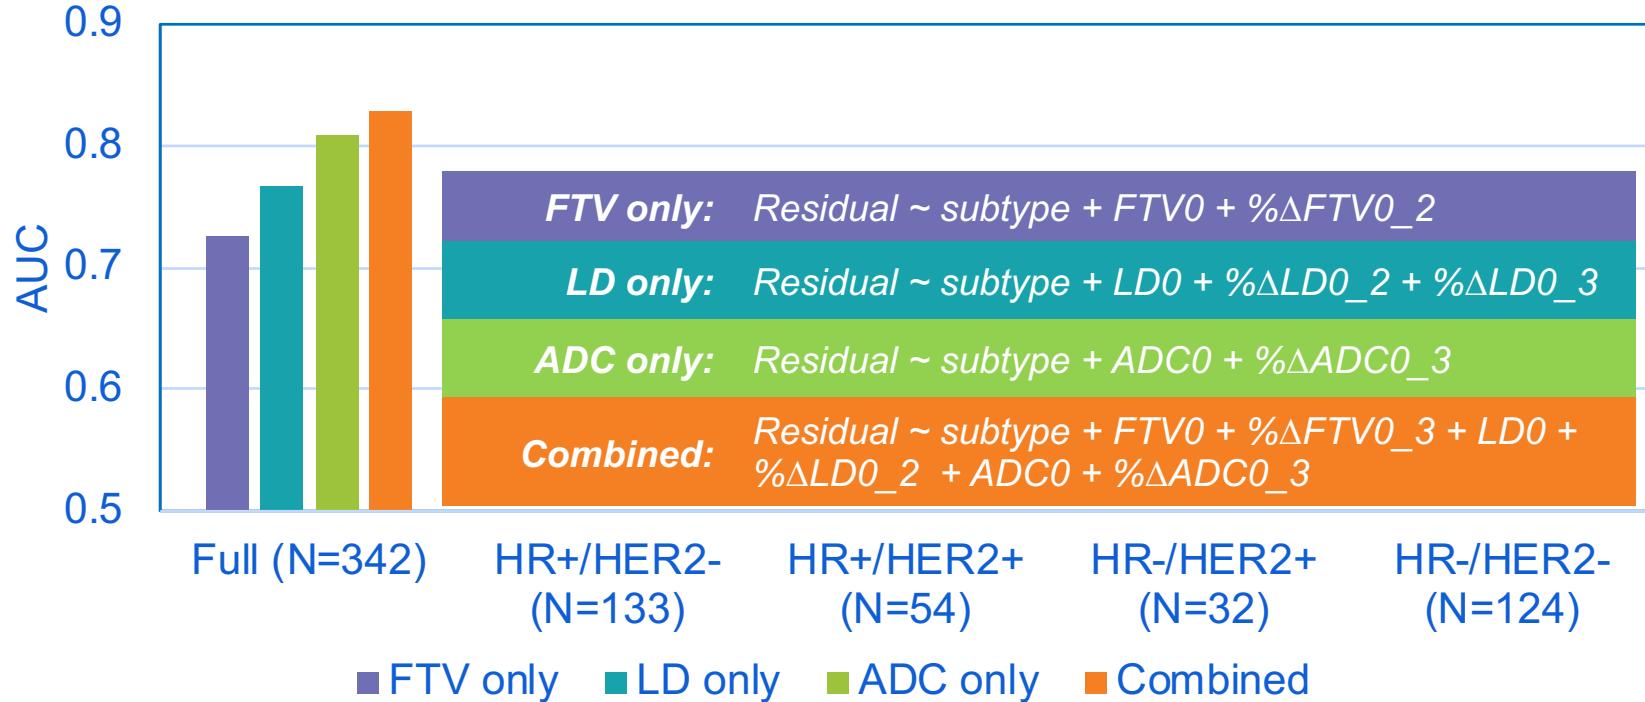 0.9
0.8
0.7
0.6
0.5
AUC
FTV only: Residual ~ subtype + FTV0 + %ΔFTV0_2
LD only: Residual ~ subtype + LD0 + %ΔLD0_2 + %ΔLD0_3
ADC only: Residual ~ subtype + ADC0 + %ΔADC0_3
Combined: Residual ~ subtype + FTV0 + %ΔFTV0_3 + LD0 +
%ΔLD0_2 + ADC0 + %ΔADC0_3
Full (N=342)
HR+/HER2-
(N=133)
HR+/HER2+
(N=54)
HR-/HER2+
(N=32)
HR-/HER2-
(N=124)
FTV only
LD only
ADC only
Combined